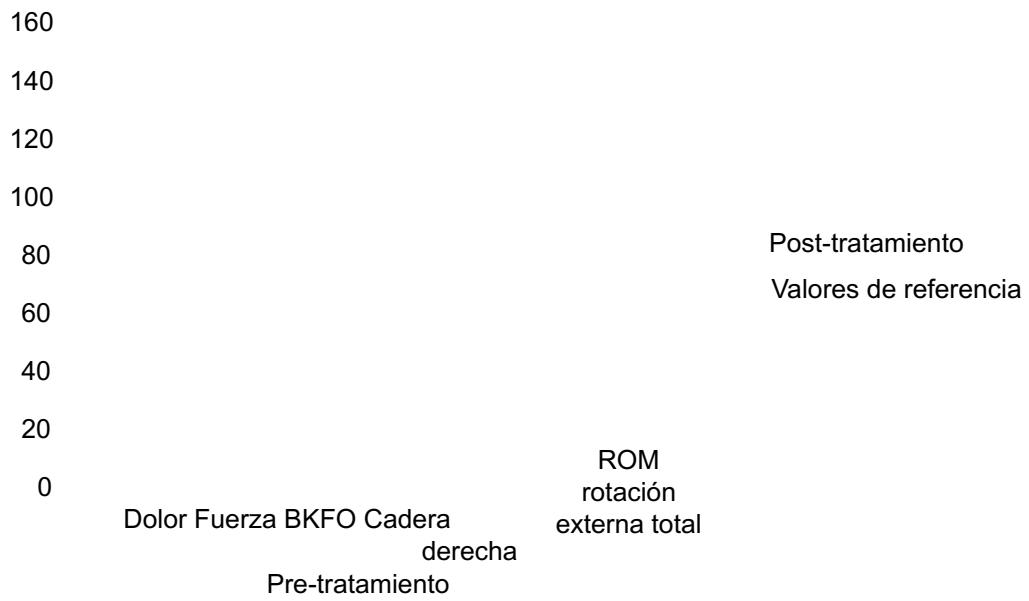 160
140
120
100
80
60
40
20
0
Post-tratamiento
Valores de referencia
ROM
rotación
externa total
Dolor Fuerza BKFO Cadera
derecha
Pre-tratamiento